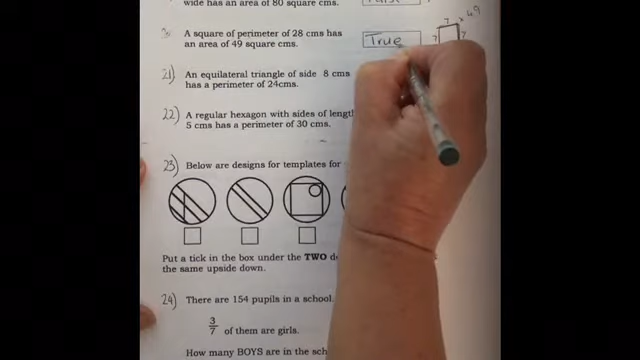 wide has an area of 80 square cms.
A square of perimeter of 28 cms has
an area of 49 square cms.
True
7
49
7
7
21) An equilateral triangle of side 8 cms
has a perimeter of 24cms.
22) A regular hexagon with sides of length
5 cms has a perimeter of 30 cms.
23) Below are designs for templates for
Put a tick in the box under the TWO
the same upside down.
24) There are 154 pupils in a school.
3
7
of them are girls.
How many BOYS are in the